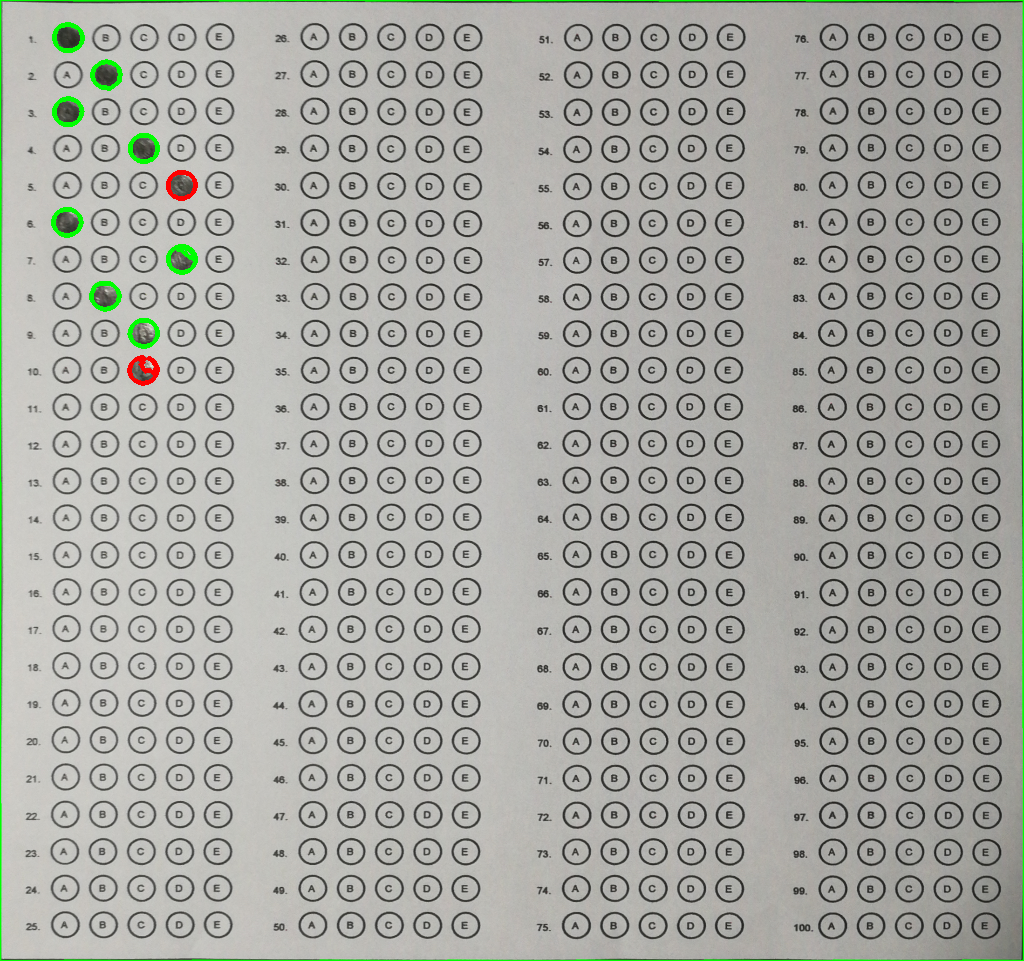 1. B C D E
2. A C D E
3. B C D E
4. A B D E
5. A B C E
6. B C D E
7. A B C E
8. A C D E
9. A B D E
10. A B D E
11. A B C D E
12. A B C D E
13. A B C D E
14. A B C D E
15. A B C D E
16. A B C D E
17. A B C D E
18. A B C D E
19. A B C D E
20. A B C D E
21. A B C D E
22. A B C D E
23. A B C D E
24. A B C D E
25. A B C D E
26. A B C D E
27. A B C D E
28. A B C D E
29. A B C D E
30. A B C D E
31. A B C D E
32. A B C D E
33. A B C D E
34. A B C D E
35. A B C D E
36. A B C D E
37. A B C D E
38. A B C D E
39. A B C D E
40. A B C D E
41. A B C D E
42. A B C D E
43. A B C D E
44. A B C D E
45. A B C D E
46. A B C D E
47. A B C D E
48. A B C D E
49. A B C D E
50. A B C D E
51. A B C D E
52. A B C D E
53. A B C D E
54. A B C D E
55. A B C D E
56. A B C D E
57. A B C D E
58. A B C D E
59. A B C D E
60. A B C D E
61. A B C D E
62. A B C D E
63. A B C D E
64. A B C D E
65. A B C D E
66. A B C D E
67. A B C D E
68. A B C D E
69. A B C D E
70. A B C D E
71. A B C D E
72. A B C D E
73. A B C D E
74. A B C D E
75. A B C D E
76. A B C D E
77. A B C D E
78. A B C D E
79. A B C D E
80. A B C D E
81. A B C D E
82. A B C D E
83. A B C D E
84. A B C D E
85. A B C D E
86. A B C D E
87. A B C D E
88. A B C D E
89. A B C D E
90. A B C D E
91. A B C D E
92. A B C D E
93. A B C D E
94. A B C D E
95. A B C D E
96. A B C D E
97. A B C D E
98. A B C D E
99. A B C D E
100. A B C D E